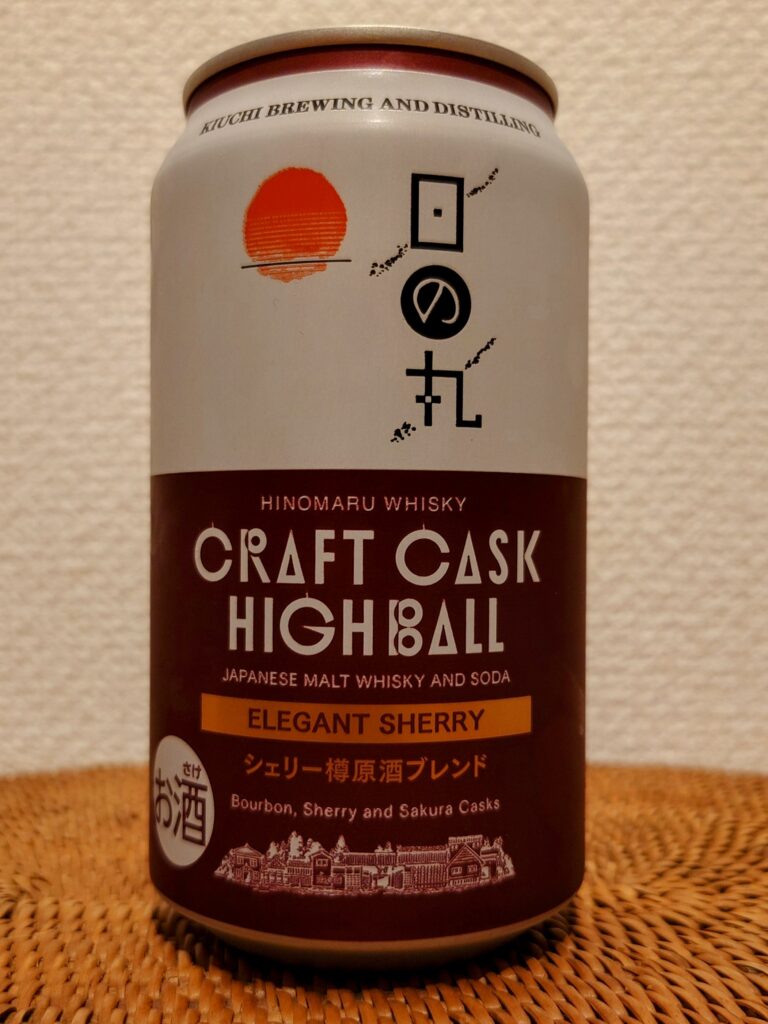 KIUCHI BREWING AND DISTILLING
日の丸
HINOMARU WHISKY
CRAFT CASK
HIGHBALL
JAPANESE MALT WHISKY AND SODA
ELEGANT SHERRY
シェリー樽原酒ブレンド
Bourbon, Sherry and Sakura Casks
さけ
お酒